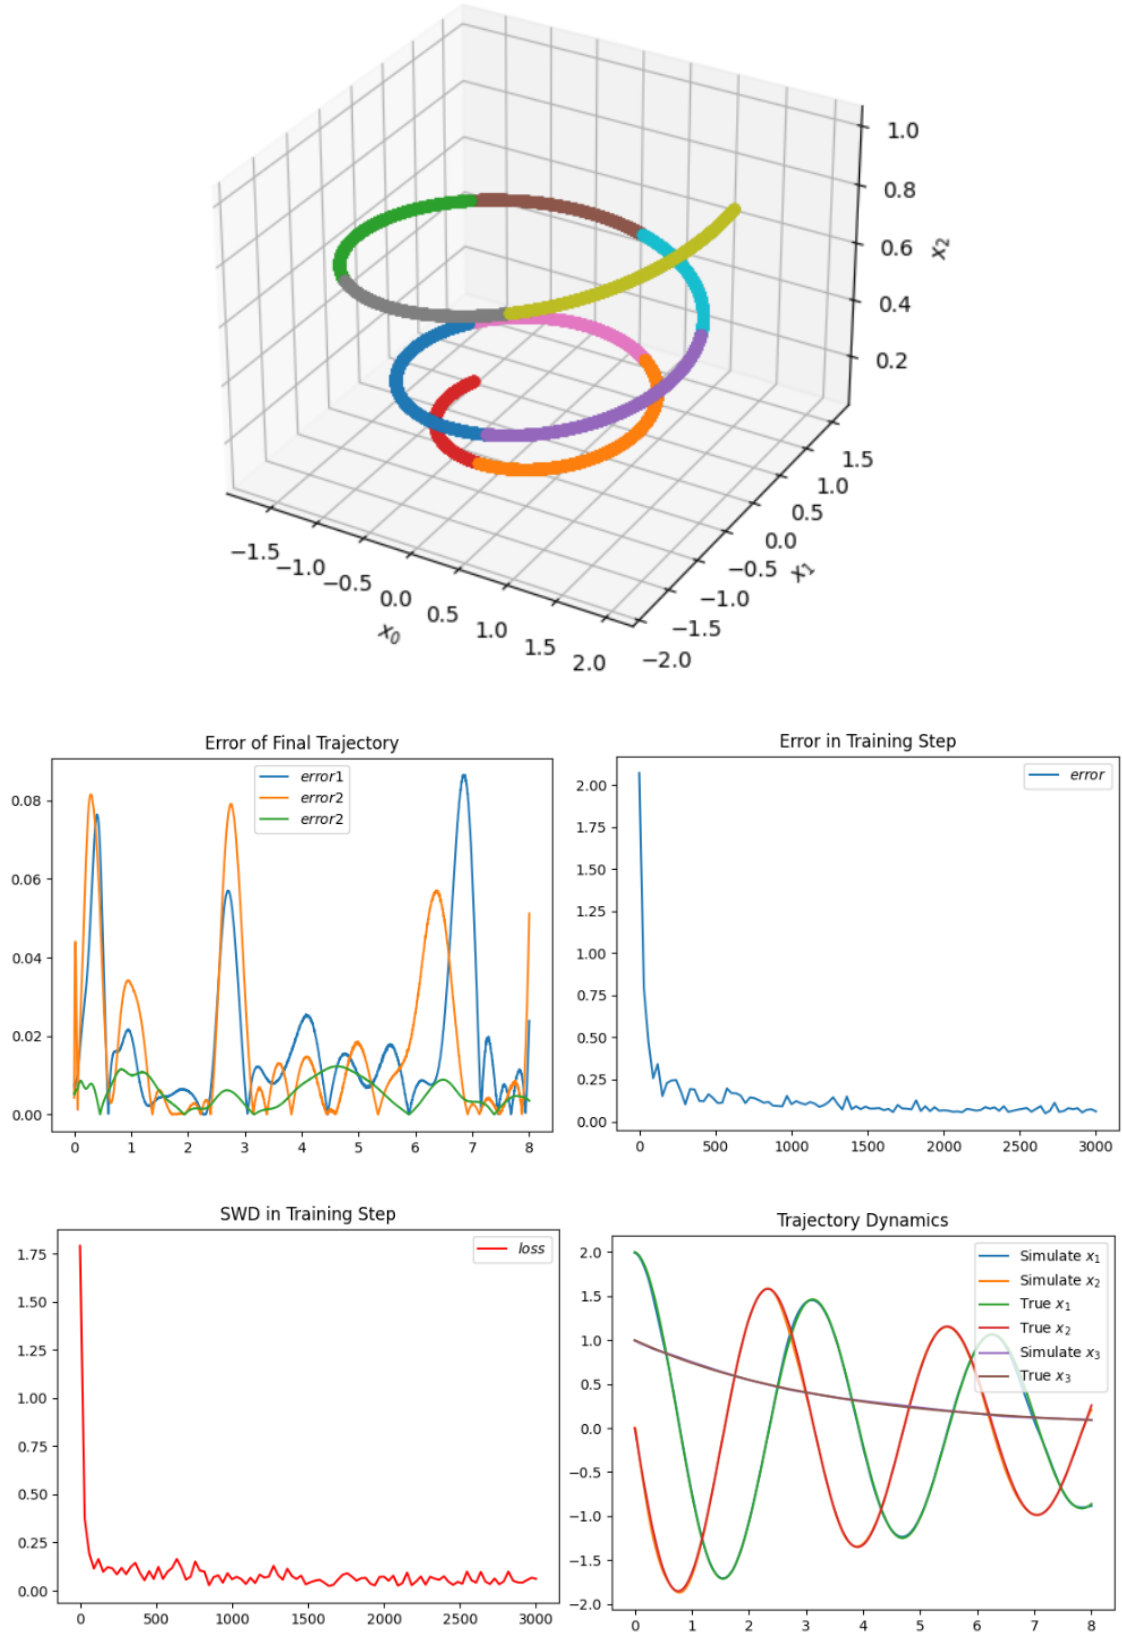 1.0
0.8
0.6
0.4
0.2
x2
1.5
1.0
0.5
0.0
−0.5
−1.0
−1.5
−2.0
x1
−1.5
−1.0
−0.5
0.0
0.5
1.0
1.5
2.0
x0
Error of Final Trajectory
error1
error2
error2
0.08
0.06
0.04
0.02
0.00
0 1 2 3 4 5 6 7 8
Error in Training Step
error
2.00
1.75
1.50
1.25
1.00
0.75
0.50
0.25
0.00
0 500 1000 1500 2000 2500 3000
SWD in Training Step
loss
1.75
1.50
1.25
1.00
0.75
0.50
0.25
0.00
0 500 1000 1500 2000 2500 3000
Trajectory Dynamics
Simulate x1
Simulate x2
True x1
True x2
Simulate x3
True x3
2.0
1.5
1.0
0.5
0.0
−0.5
−1.0
−1.5
−2.0
0 1 2 3 4 5 6 7 8